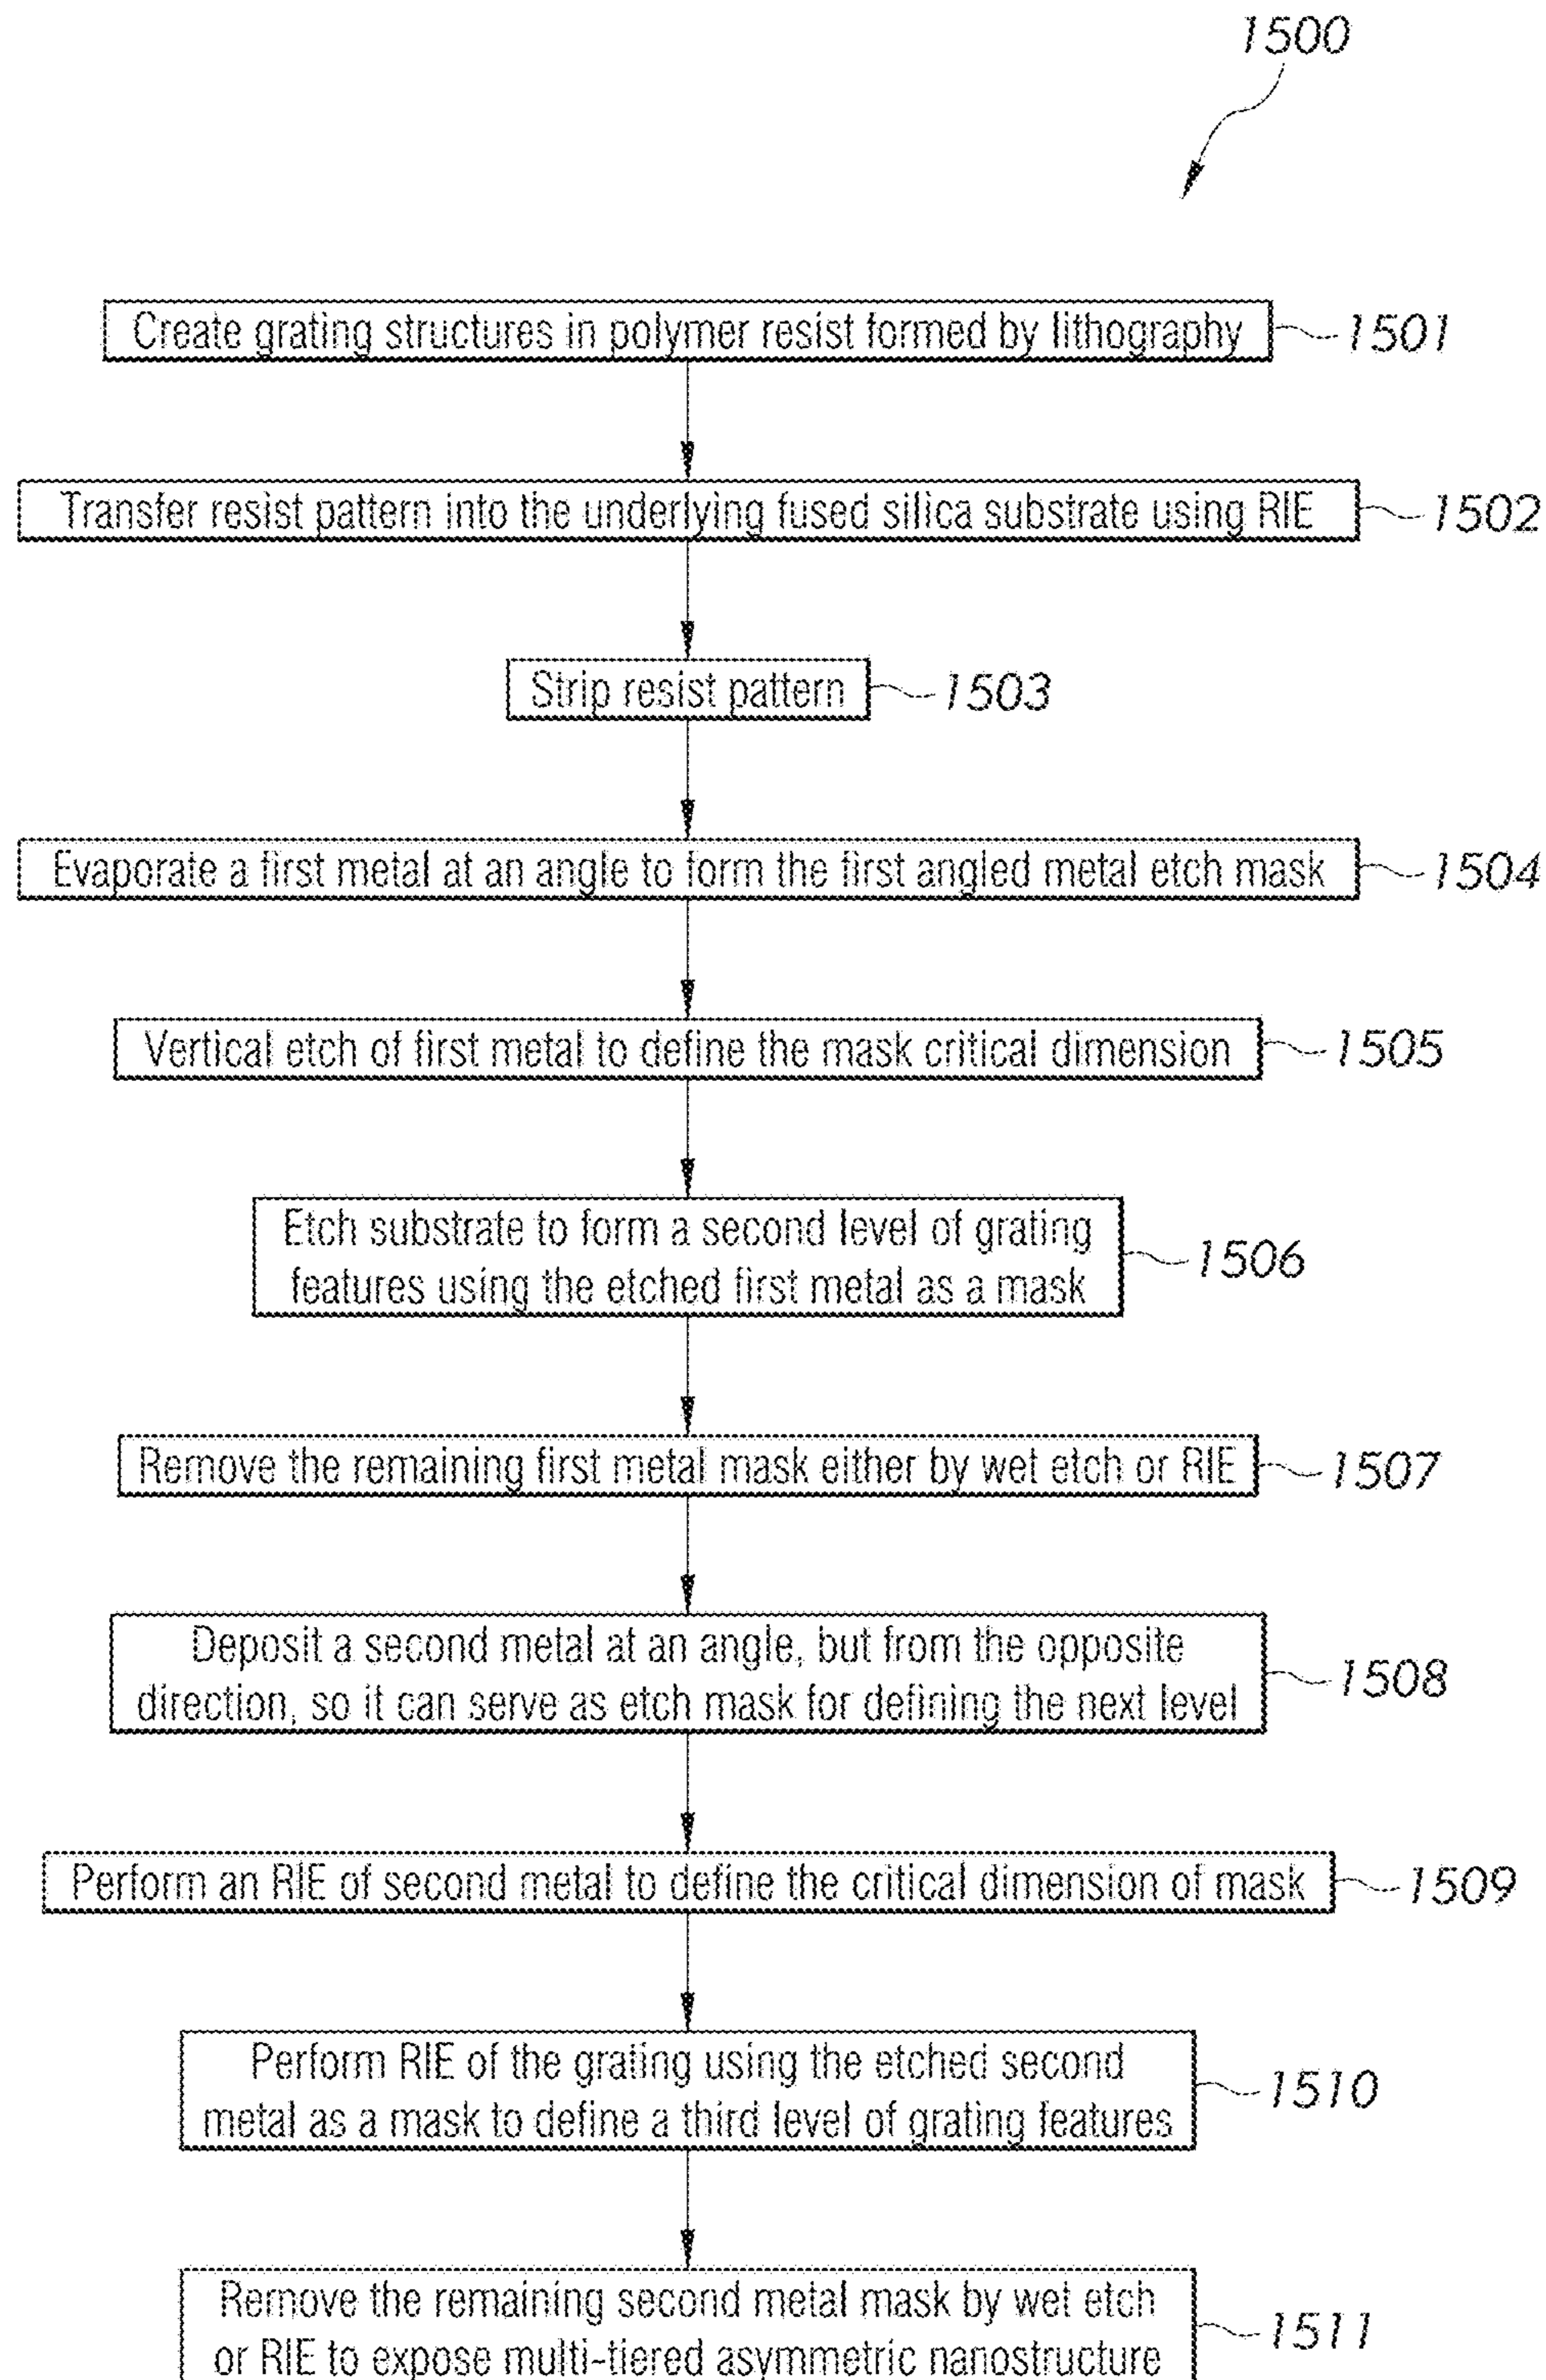 1500
Create grating structures in polymer resist formed by lithography
1501
Transfer resist pattern into the underlying fused silica substrate using RIE
1502
Strip resist pattern
1503
Evaporate a first metal at an angle to form the first angled metal etch mask
1504
Vertical etch of first metal to define the mask critical dimension
1505
Etch substrate to form a second level of grating
features using the etched first metal as a mask
1506
Remove the remaining first metal mask either by wet etch or RIE
1507
Deposit a second metal at an angle, but from the opposite
direction, so it can serve as etch mask for defining the next level
1508
Perform an RIE of second metal to define the critical dimension of mask
1509
Perform RIE of the grating using the etched second
metal as a mask to define a third level of grating features
1510
Remove the remaining second metal mask by wet etch
or RIE to expose multi-tiered asymmetric nanostructure
1511